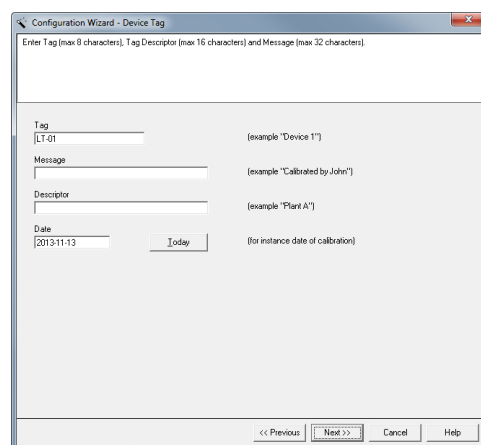 Configuration Wizard - Device Tag
Enter Tag (max 8 characters), Tag Descriptor (max 16 characters) and Message (max 32 characters).
Tag
LT-01 (example "Device 1")
Message
(example "Calibrated by John")
Descriptor
(example "Plant A")
Date
2013-11-13 Today (for instance date of calibration)
<< Previous Next >> Cancel Help